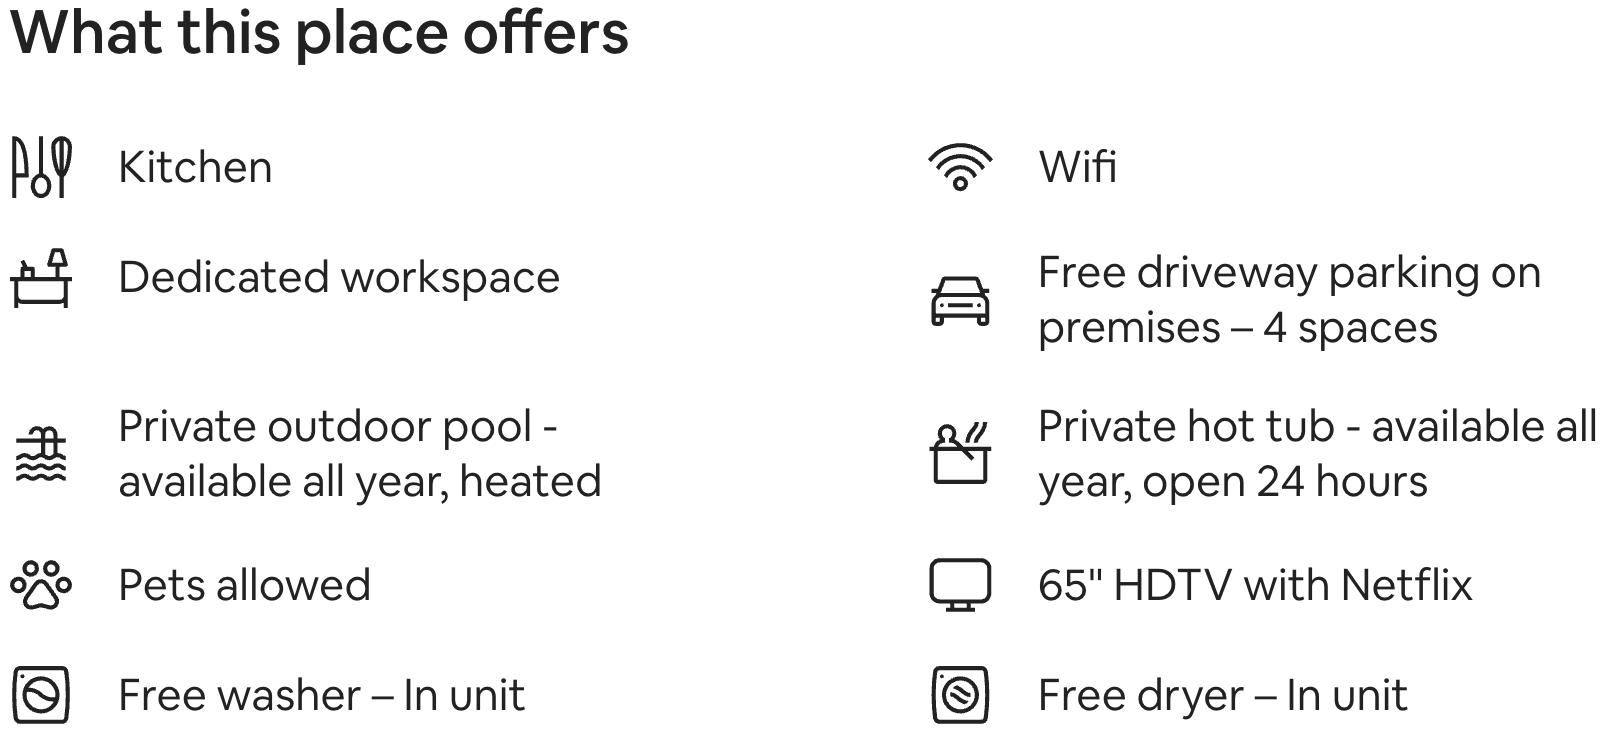 What this place offers
Kitchen
Wifi
Dedicated workspace
Free driveway parking on
premises – 4 spaces
Private outdoor pool -
available all year, heated
Private hot tub - available all
year, open 24 hours
Pets allowed
65" HDTV with Netflix
Free washer – In unit
Free dryer – In unit